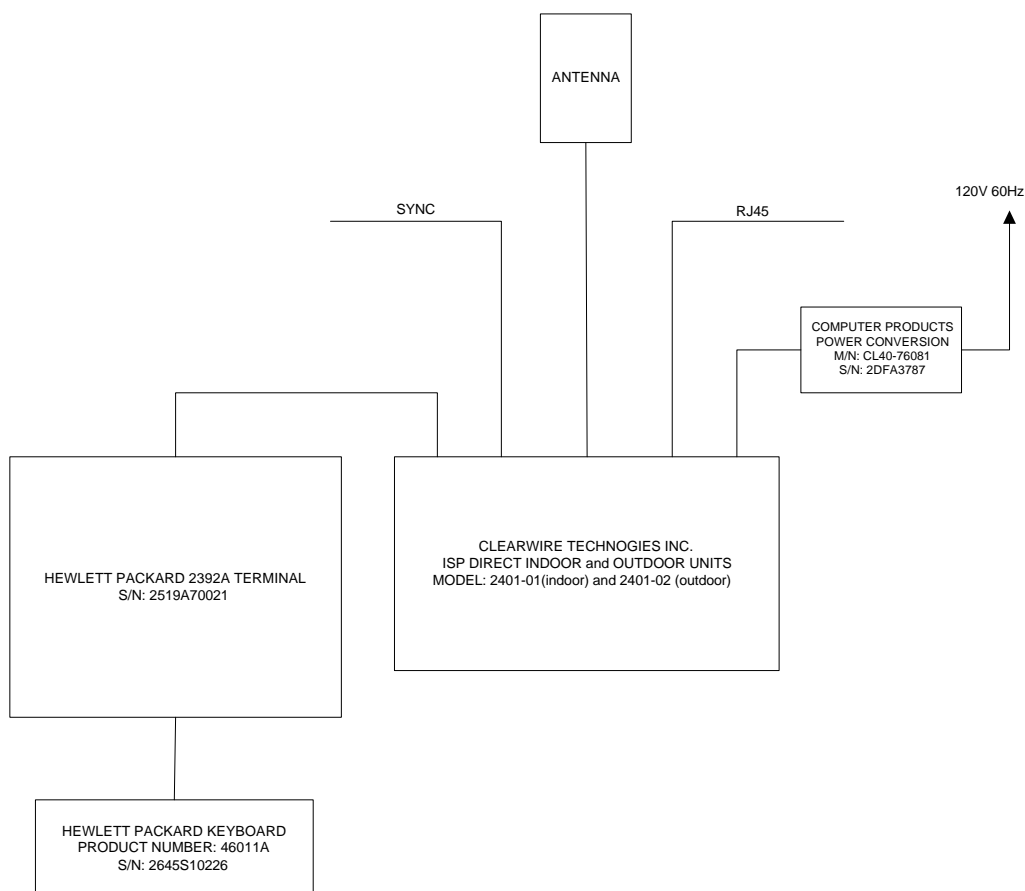 ANTENNA
SYNC
RJ45
120V 60Hz
COMPUTER PRODUCTS
POWER CONVERSION
M/N: CL40-76081
S/N: 2DFA3787
HEWLETT PACKARD 2392A TERMINAL
S/N: 2519A70021
CLEARWIRE TECHNOGIES INC.
ISP DIRECT INDOOR and OUTDOOR UNITS
MODEL: 2401-01(indoor) and 2401-02 (outdoor)
HEWLETT PACKARD KEYBOARD
PRODUCT NUMBER: 46011A
S/N: 2645S10226